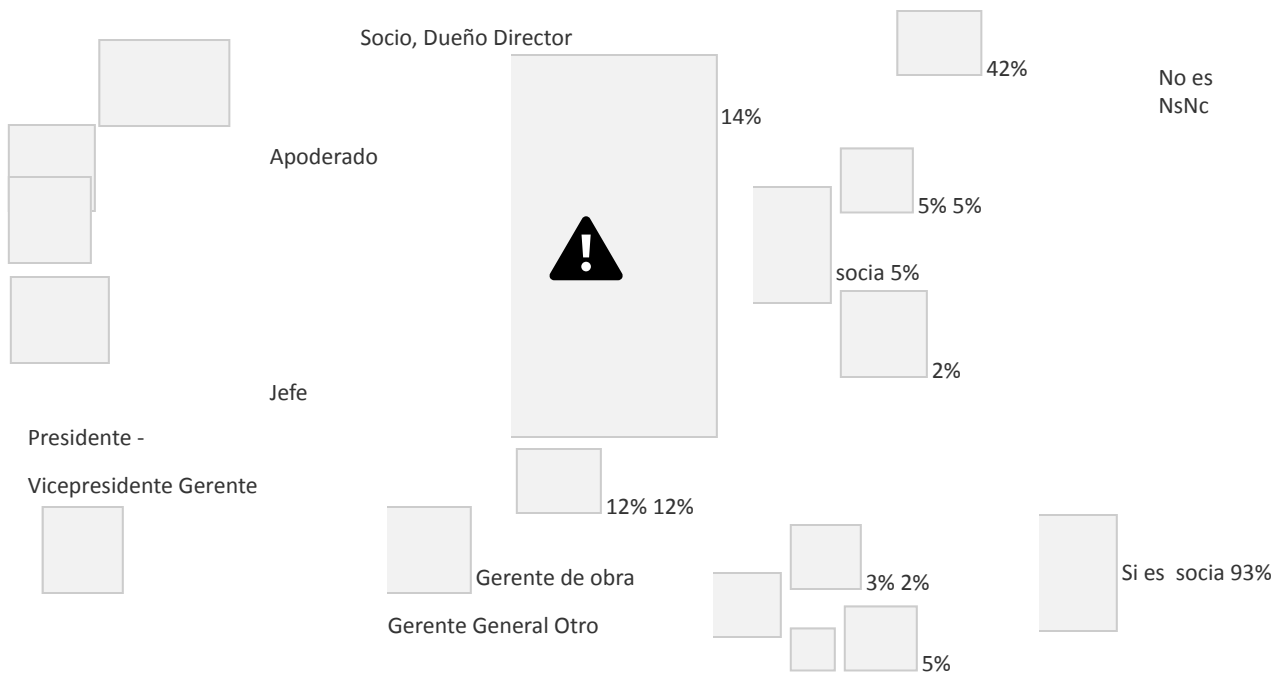 Socio, Dueño Director
42%
No es
NsNc
14%
Apoderado
5% 5%
socia 5%
2%
Jefe
Presidente -
Vicepresidente Gerente
12% 12%
Gerente de obra
3% 2%
Si es socia 93%
Gerente General Otro
5%